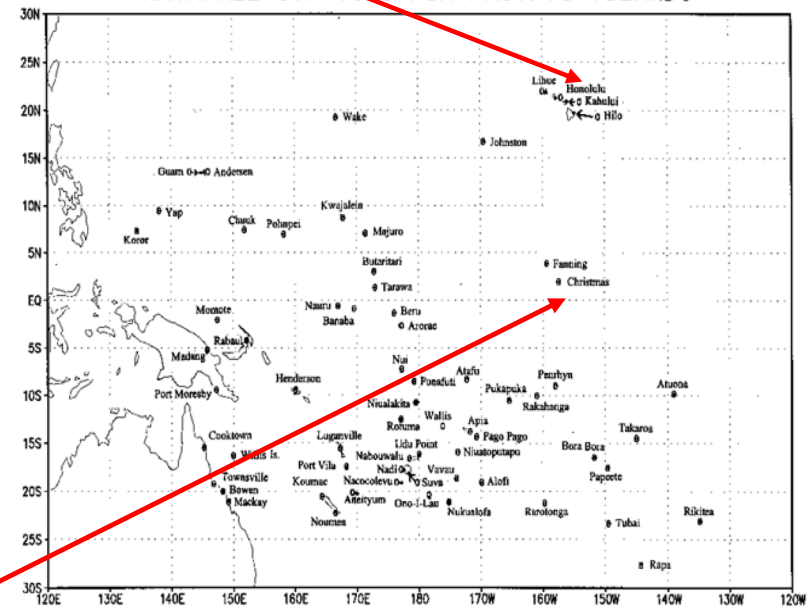 30N
25N
Lihue
Honolulu
Kahului
20N
Wake
Hilo
Johnston
15N
Guam
Andersen
10N
Yap
Kwajalein
Chuuk
Pohnpei
Majuro
Koror
5N
Butaritari
Fanning
Tarawa
Christmas
EQ
Momote
Nauru
Banaba
Beru
Arorae
Rabaul
5S
Madang
Nui
Funafuti
Atafu
Penrhyn
Henderson
Pukapuka
Atuona
10S
Port Moresby
Niualakita
Rakahanga
Rotuma
Wallis
Apia
Takaroa
15S
Cooktown
Luganville
Udu Point
Pago Pago
Bora Bora
Willis Is.
Nabouwalu
Niuatoputapu
Port Vila
Nadi
Vavau
Papeete
Townsville
Koumac
Nacocolevu
Suva
Alofi
20S
Bowen
Aneityum
Mackay
Ono-I-Lau
Nukualofa
Rarotonga
Rikitea
Noumea
Tubai
25S
Rapa
30S
120E 130E 140E 150E 160E 170E 180 170W 160W 150W 140W 130W 120W